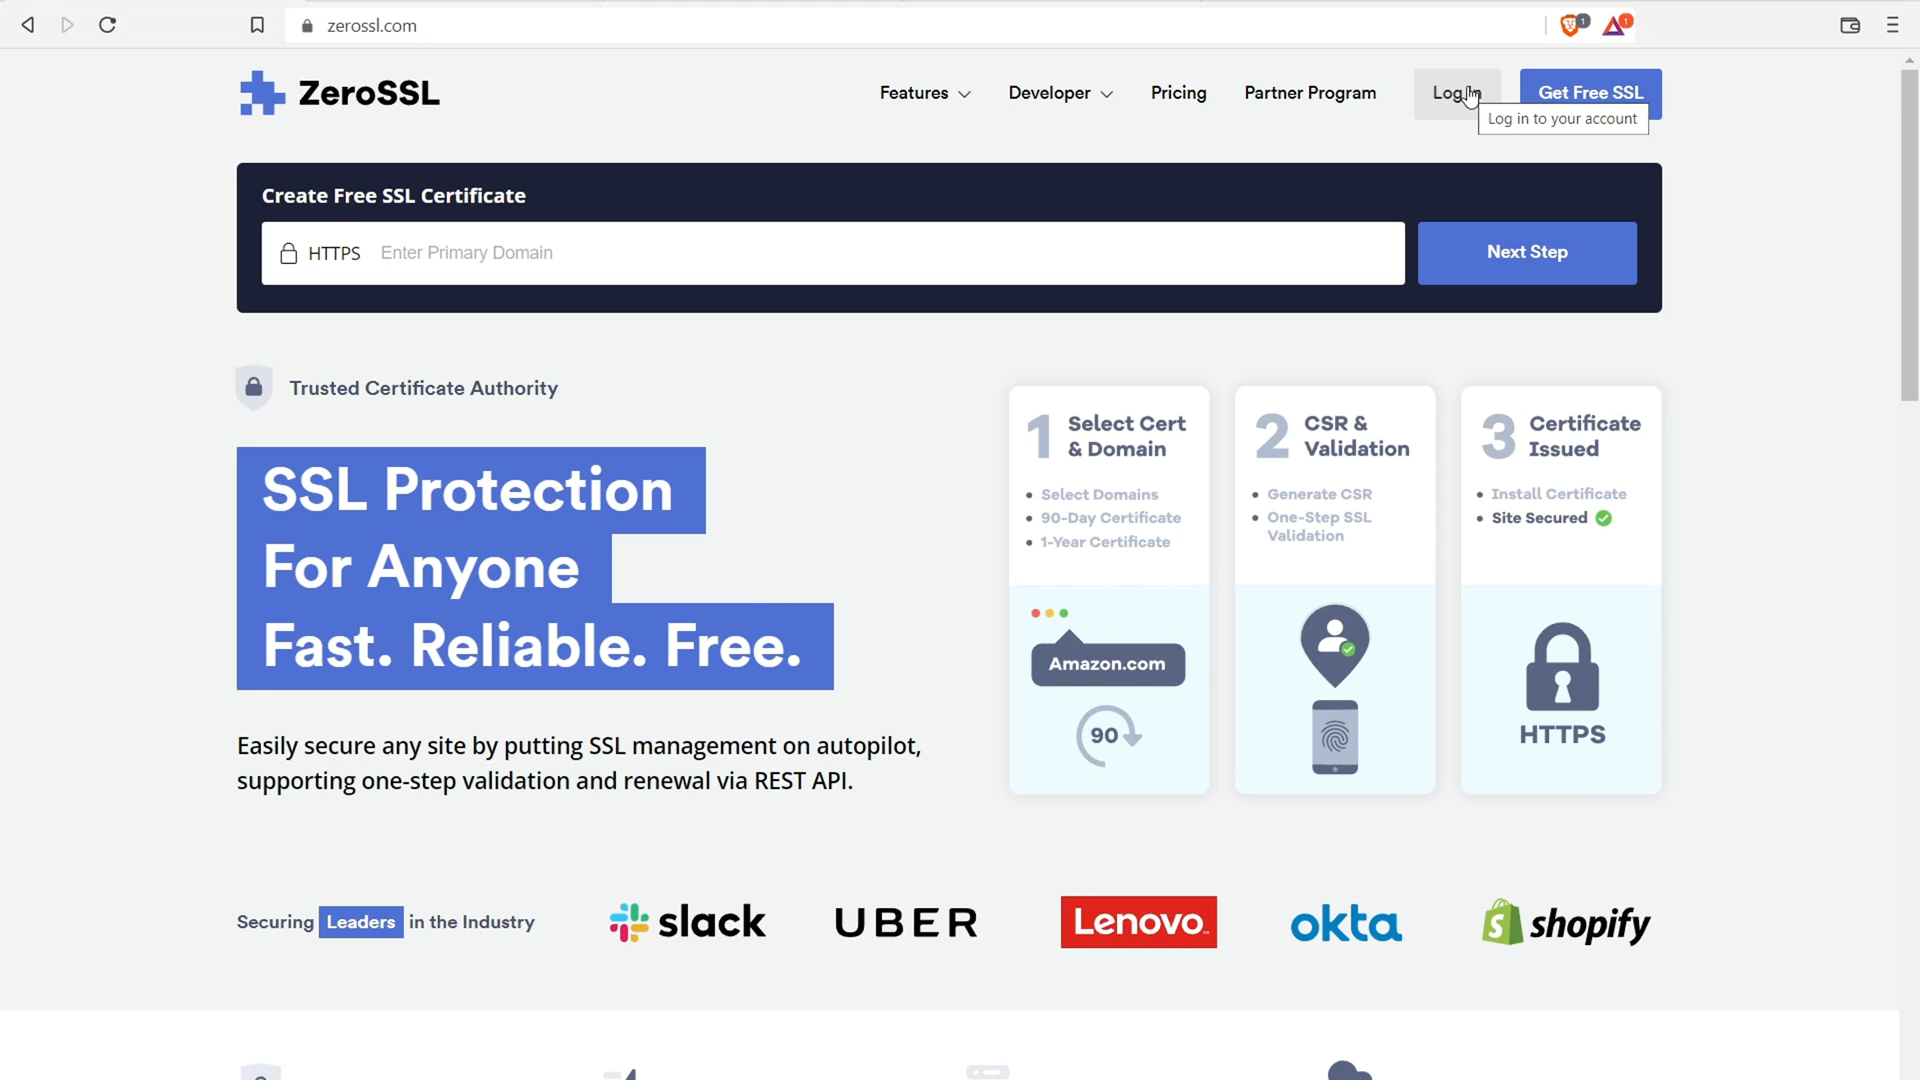 zerossl.com
1
1
ZeroSSL
Features
Developer
Pricing
Partner Program
Log In
Get Free SSL
Log in to your account
Create Free SSL Certificate
HTTPS
Enter Primary Domain
Next Step
Trusted Certificate Authority
SSL Protection
For Anyone
Fast. Reliable. Free.
Easily secure any site by putting SSL management on autopilot,
supporting one-step validation and renewal via REST API.
1
Select Cert
& Domain
• Select Domains
• 90-Day Certificate
• 1-Year Certificate
Amazon.com
90
2
CSR &
Validation
• Generate CSR
• One-Step SSL
Validation
3
Certificate
Issued
• Install Certificate
• Site Secured
HTTPS
Securing Leaders in the Industry
slack
UBER
Lenovo
okta
shopify